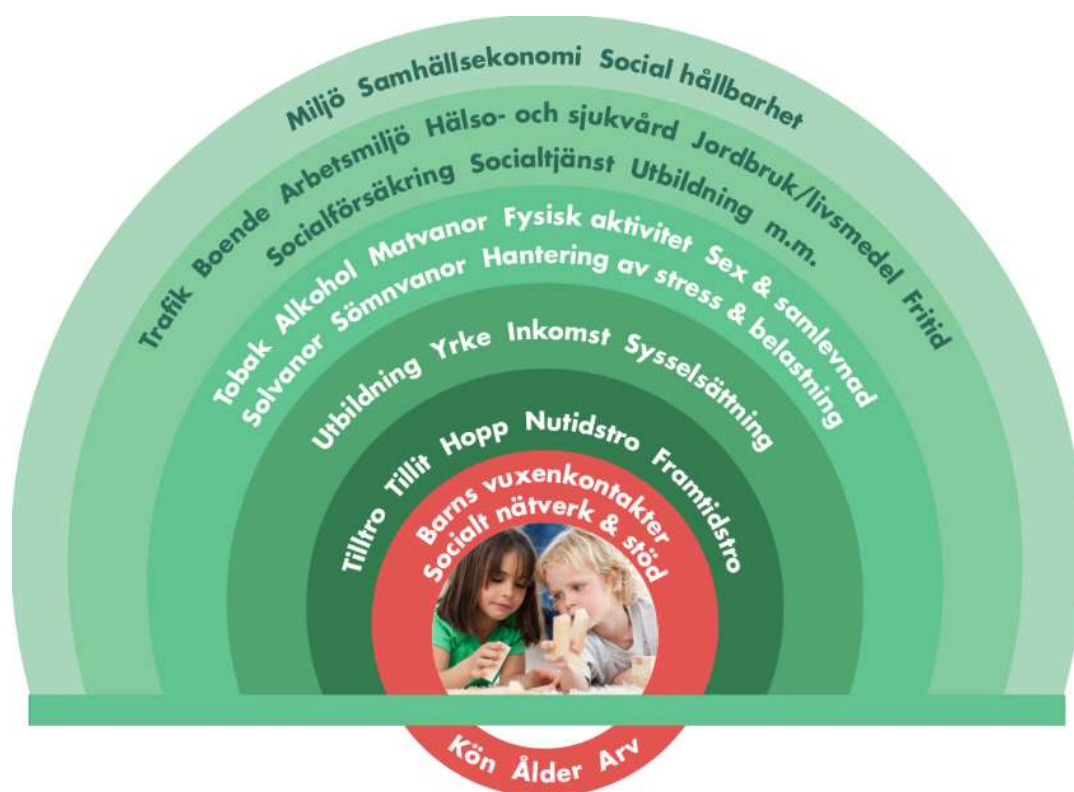 Miljö Samhällsekonomi Social hållbarhet
Trafik Boende Arbetsmiljö Hälso- och sjukvård Jordbruk/livsmedel Fritid
Socialförsäkring Socialtjänst Utbildning m.m.
Tobak Alkohol Matvanor Fysisk aktivitet Sex & samlevnad
Solvanor Sömnvanor Hantering av stress & belastning
Utbildning Yrke Inkomst Sysselsättning
Tilltro Tillit Hopp Nutidstro Framtidstro
Barns vuxenkontakter
Socialt nätverk & stöd
Kön Ålder Arv